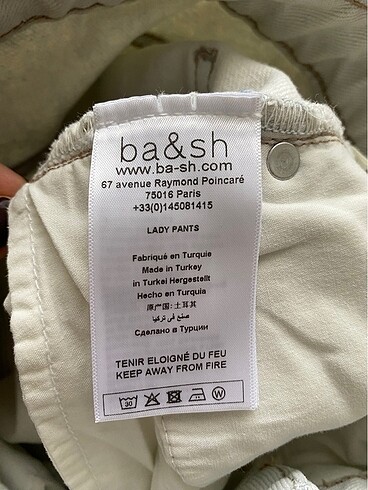 ba&sh
www.ba-sh.com
67 avenue Raymond Poincaré
75016 Paris
+33(0)145081415
LADY PANTS
Fabriqué en Turquie
Made in Turkey
in Turkei Hergestellt
Hecho en Turquia
原产国: 土耳其
صنع في تركيا
Сделано в Турции
TENIR ELOIGNÉ DU FEU
KEEP AWAY FROM FIRE
30 W